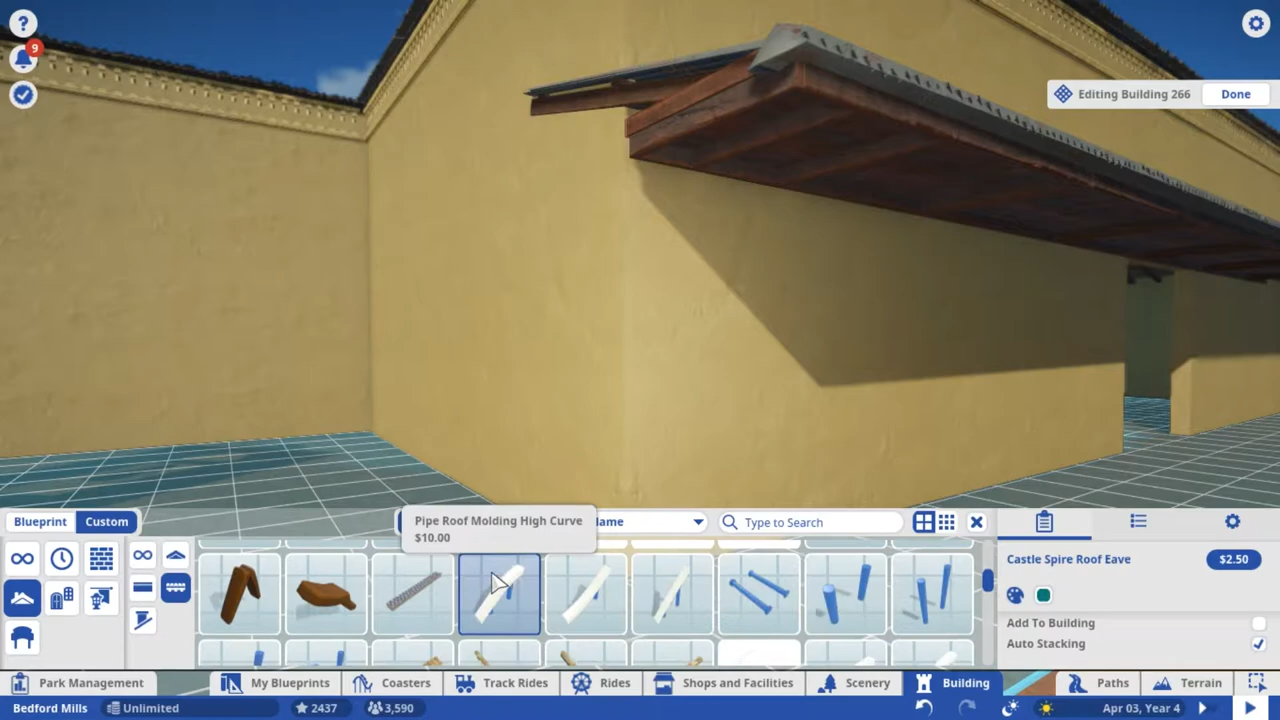 ?
9
Editing Building 266
Done
Blueprint
Custom
Pipe Roof Molding High Curve
$10.00
Name
Type to Search
Castle Spire Roof Eave
$2.50
Add To Building
Auto Stacking
Park Management
My Blueprints
Coasters
Track Rides
Rides
Shops and Facilities
Scenery
Building
Paths
Terrain
Bedford Mills
Unlimited
2437
3,590
Apr 03, Year 4